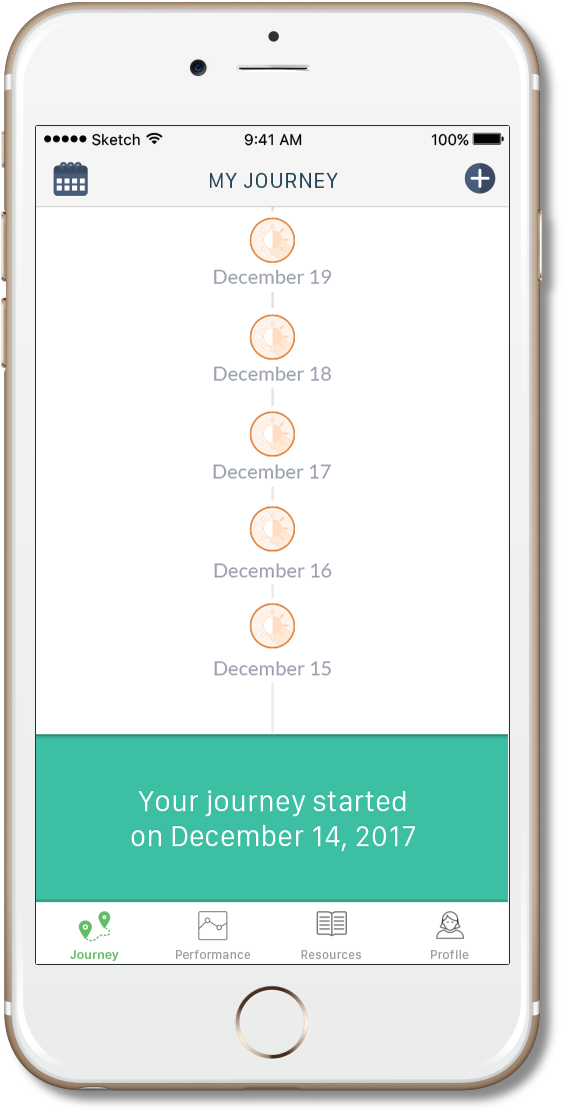 Sketch 9:41 AM 100%
MY JOURNEY
December 19
December 18
December 17
December 16
December 15
Your journey started
on December 14, 2017
Journey Performance Resources Profile